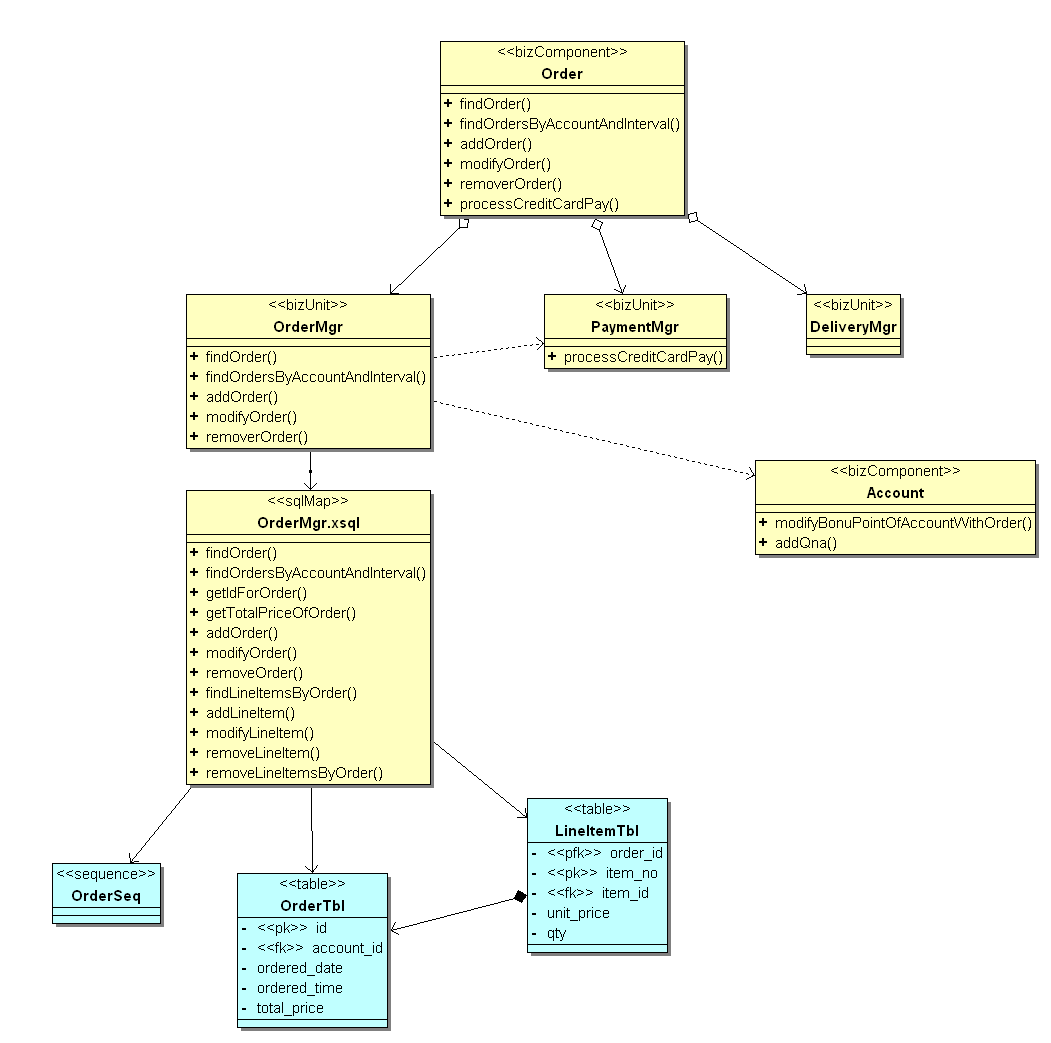 <<bizComponent>>
Order
+ findOrder()
+ findOrdersByAccountAndInterval()
+ addOrder()
+ modifyOrder()
+ removerOrder()
+ processCreditCardPay()
<<bizUnit>>
OrderMgr
+ findOrder()
+ findOrdersByAccountAndInterval()
+ addOrder()
+ modifyOrder()
+ removerOrder()
<<bizUnit>>
PaymentMgr
+ processCreditCardPay()
<<bizUnit>>
DeliveryMgr
<<bizComponent>>
Account
+ modifyBonuPointOfAccountWithOrder()
+ addQna()
<<sqlMap>>
OrderMgr.xsql
+ findOrder()
+ findOrdersByAccountAndInterval()
+ getIdForOrder()
+ getTotalPriceOfOrder()
+ addOrder()
+ modifyOrder()
+ removeOrder()
+ findLineItemsByOrder()
+ addLineItem()
+ modifyLineItem()
+ removeLineItem()
+ removeLineItemsByOrder()
<<sequence>>
OrderSeq
<<table>>
OrderTbl
- <<pk>> id
- <<fk>> account_id
- ordered_date
- ordered_time
- total_price
<<table>>
LineItemTbl
- <<pfk>> order_id
- <<pk>> item_no
- <<fk>> item_id
- unit_price
- qty